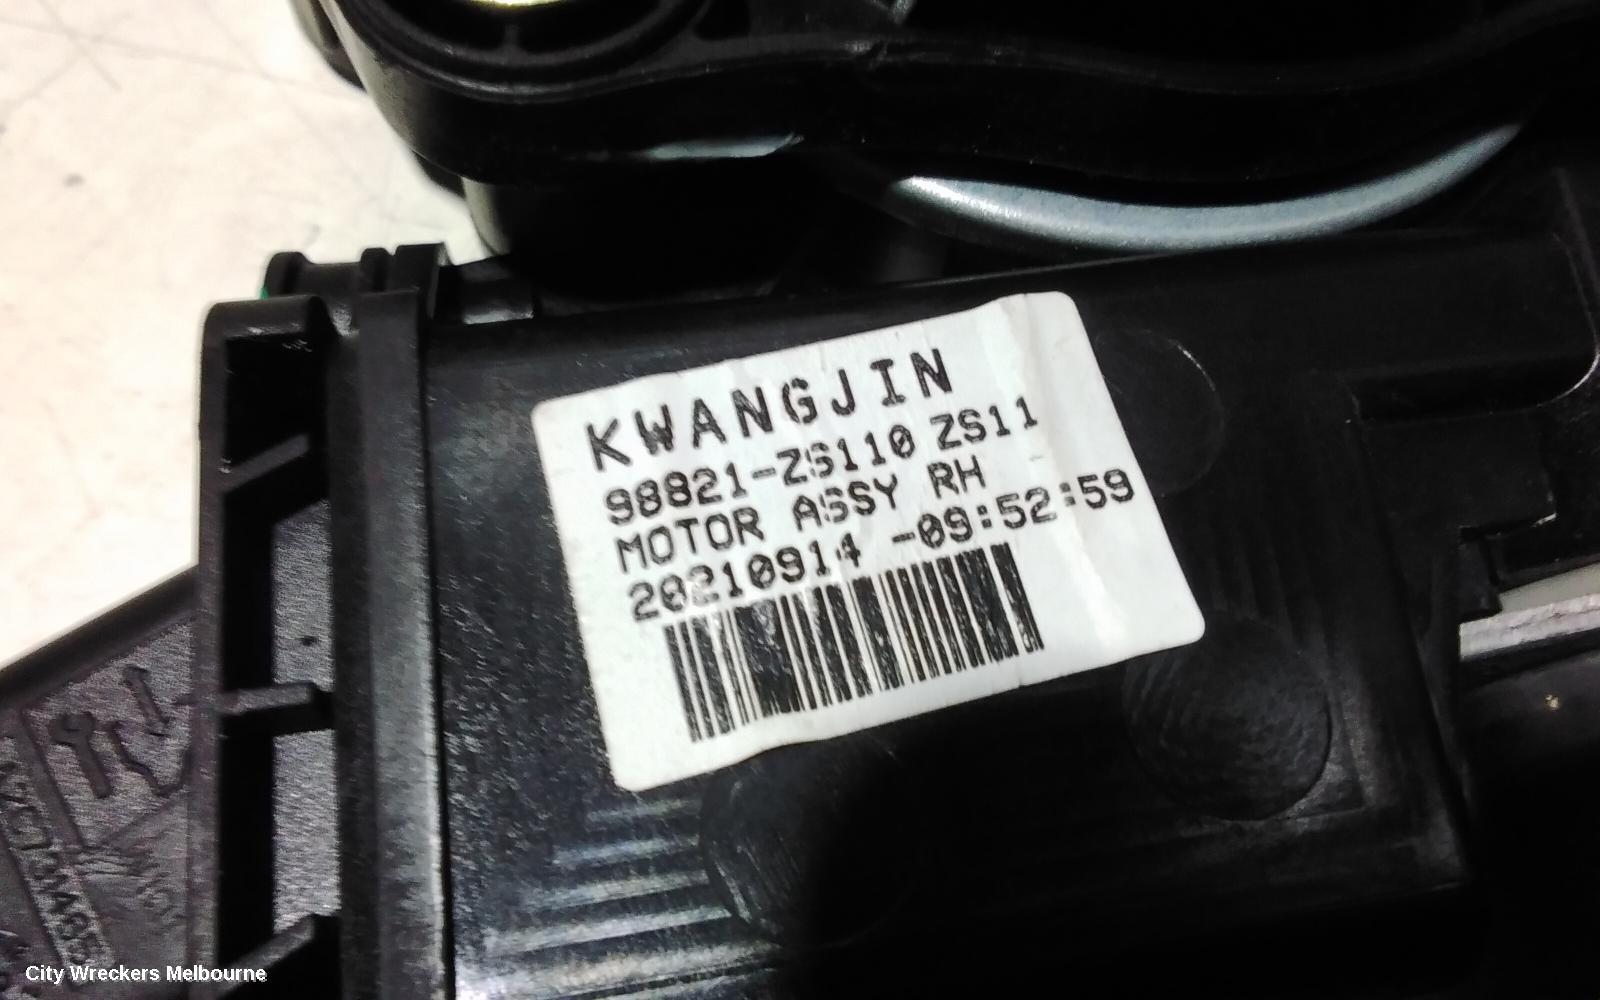 KWANGJIN
98821-ZS110 ZS11
MOTOR ASSY RH
20210914 -09:52:59
City Wreckers Melbourne